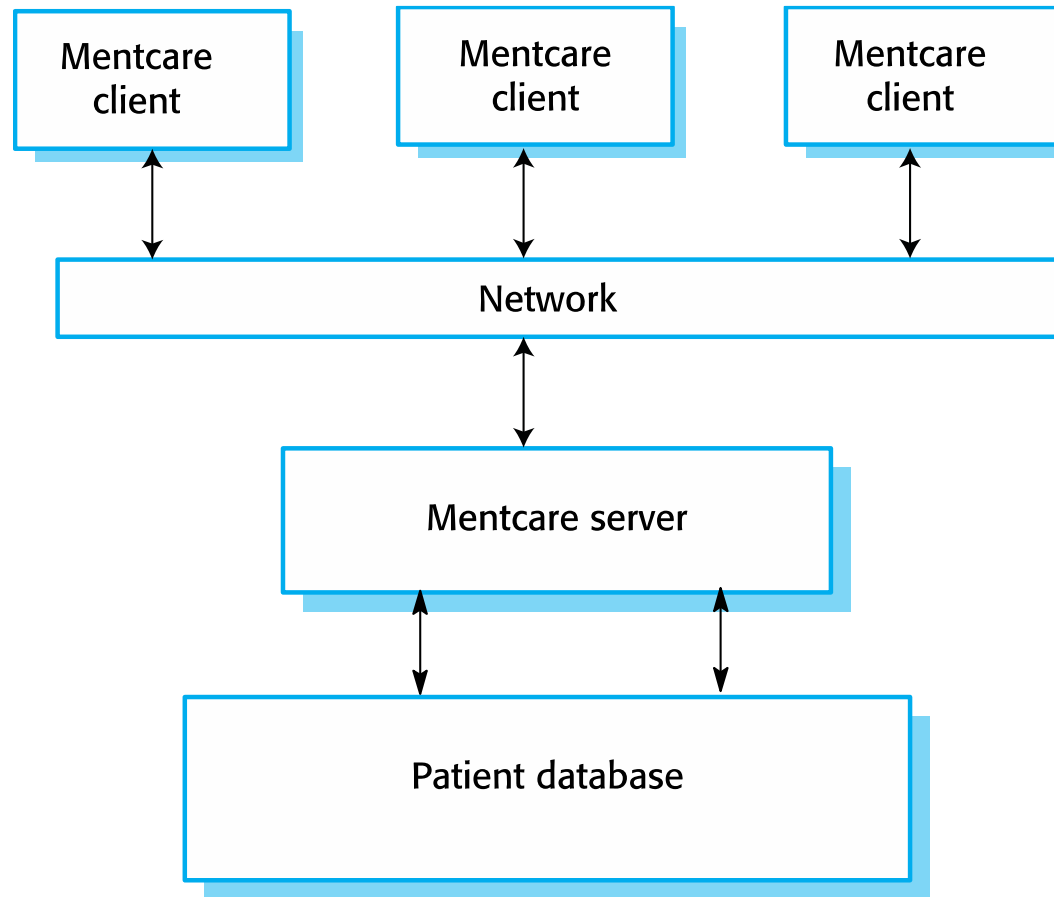 Mentcare
client
Mentcare
client
Mentcare
client
Network
Mentcare server
Patient database